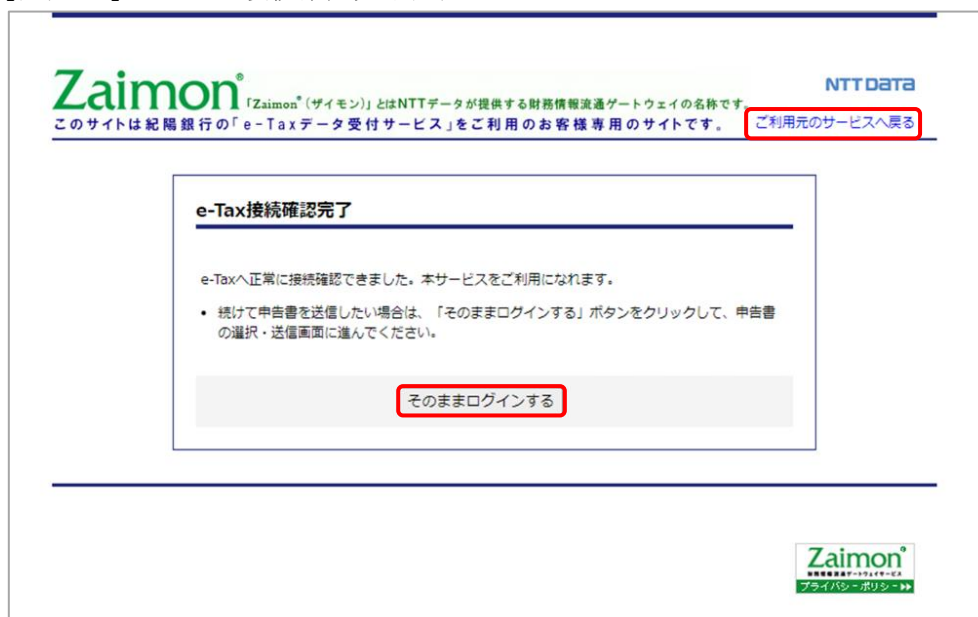 Zaimon®
「Zaimon®(ザイモン)」とはNTTデータが提供する財務情報流通ゲートウェイの名称です。
NTT DATA
このサイトは紀陽銀行の「e-Taxデータ受付サービス」をご利用のお客様専用のサイトです。
ご利用元のサービスへ戻る
e-Tax接続確認完了
e-Taxへ正常に接続確認できました。本サービスをご利用になれます。
• 続けて申告書を送信したい場合は、「そのままログインする」ボタンをクリックして、申告書
の選択・送信画面に進んでください。
そのままログインする
Zaimon®
プライバシーポリシー